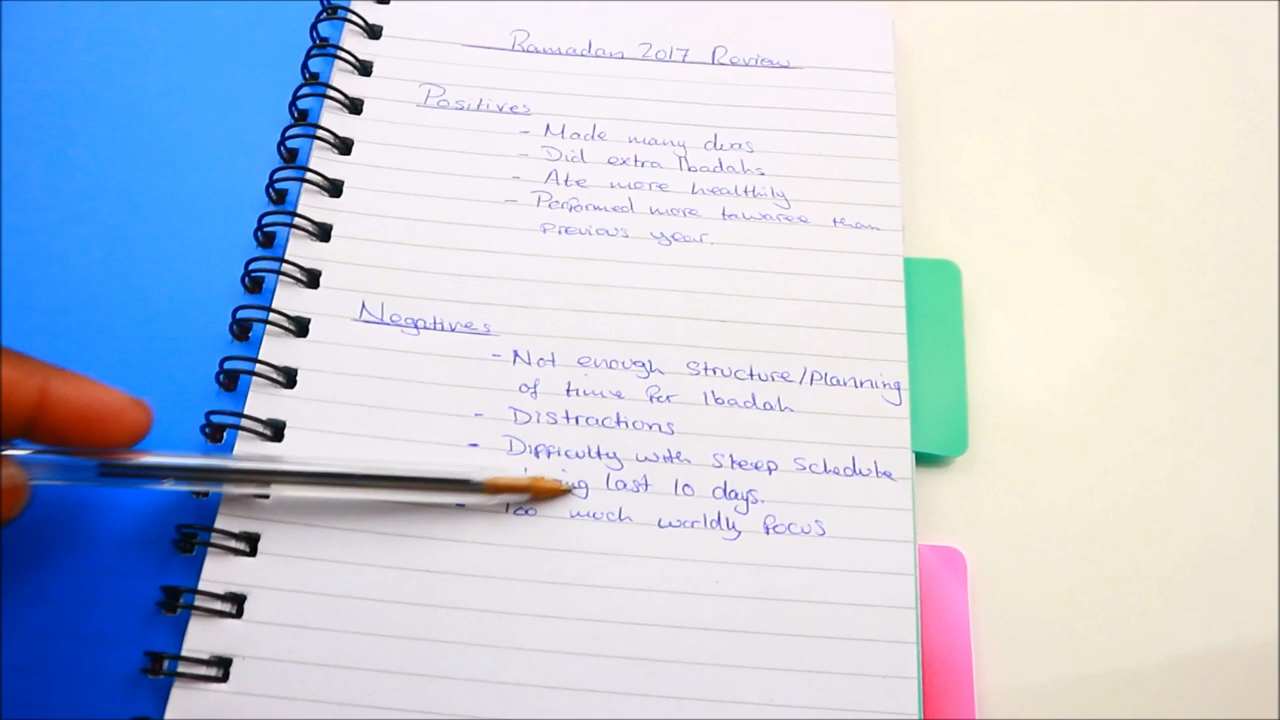 Ramadan 2017 Review
Positives
- Made many duas
- Did extra Ibadahs
- Ate more healthily
- Performed more tawaree than
previous year.
Negatives
- Not enough structure/planning
of time for Ibadah
- Distractions
- Difficulty with sleep schedule
last 10 days.
- Too much worldly focus